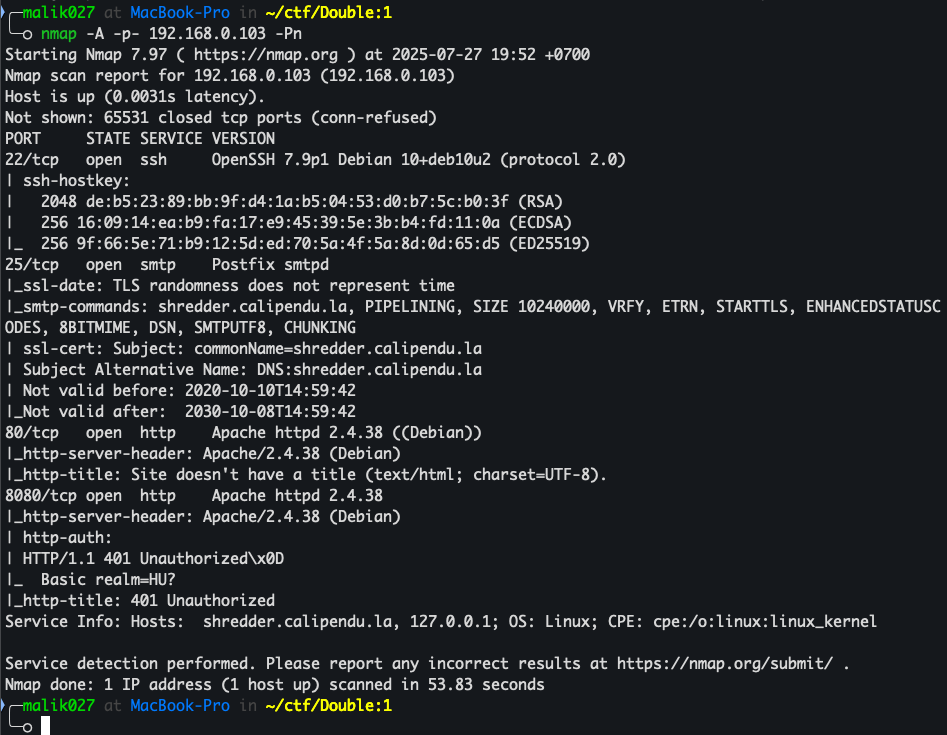 malik027 at MacBook-Pro in ~/ctf/Double:1
nmap -A -p- 192.168.0.103 -Pn
Starting Nmap 7.97 ( https://nmap.org ) at 2025-07-27 19:52 +0700
Nmap scan report for 192.168.0.103 (192.168.0.103)
Host is up (0.0031s latency).
Not shown: 65531 closed tcp ports (conn-refused)
PORT     STATE SERVICE VERSION
22/tcp   open  ssh     OpenSSH 7.9p1 Debian 10+deb10u2 (protocol 2.0)
| ssh-hostkey:
|   2048 de:b5:23:89:bb:9f:d4:1a:b5:04:53:d0:b7:5c:b0:3f (RSA)
|   256 16:09:14:ea:b9:fa:17:e9:45:39:5e:3b:b4:fd:11:0a (ECDSA)
|_  256 9f:66:5e:71:b9:12:5d:ed:70:5a:4f:5a:8d:0d:65:d5 (ED25519)
25/tcp   open  smtp    Postfix smtpd
|_ssl-date: TLS randomness does not represent time
|_smtp-commands: shredder.calipendu.la, PIPELINING, SIZE 10240000, VRFY, ETRN, STARTTLS, ENHANCEDSTATUSC
ODES, 8BITMIME, DSN, SMTPUTF8, CHUNKING
| ssl-cert: Subject: commonName=shredder.calipendu.la
| Subject Alternative Name: DNS:shredder.calipendu.la
| Not valid before: 2020-10-10T14:59:42
|_Not valid after:  2030-10-08T14:59:42
80/tcp   open  http    Apache httpd 2.4.38 ((Debian))
|_http-server-header: Apache/2.4.38 (Debian)
|_http-title: Site doesn't have a title (text/html; charset=UTF-8).
8080/tcp open  http    Apache httpd 2.4.38
|_http-server-header: Apache/2.4.38 (Debian)
| http-auth:
| HTTP/1.1 401 Unauthorized\x0D
|_  Basic realm=HU?
|_http-title: 401 Unauthorized
Service Info: Hosts:  shredder.calipendu.la, 127.0.0.1; OS: Linux; CPE: cpe:/o:linux:linux_kernel

Service detection performed. Please report any incorrect results at https://nmap.org/submit/ .
Nmap done: 1 IP address (1 host up) scanned in 53.83 seconds
malik027 at MacBook-Pro in ~/ctf/Double:1